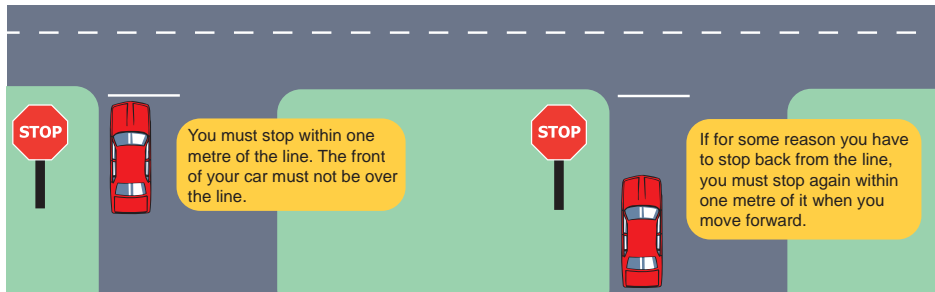 STOP
You must stop within one
metre of the line. The front
of your car must not be over
the line.
STOP
If for some reason you have
to stop back from the line,
you must stop again within
one metre of it when you
move forward.